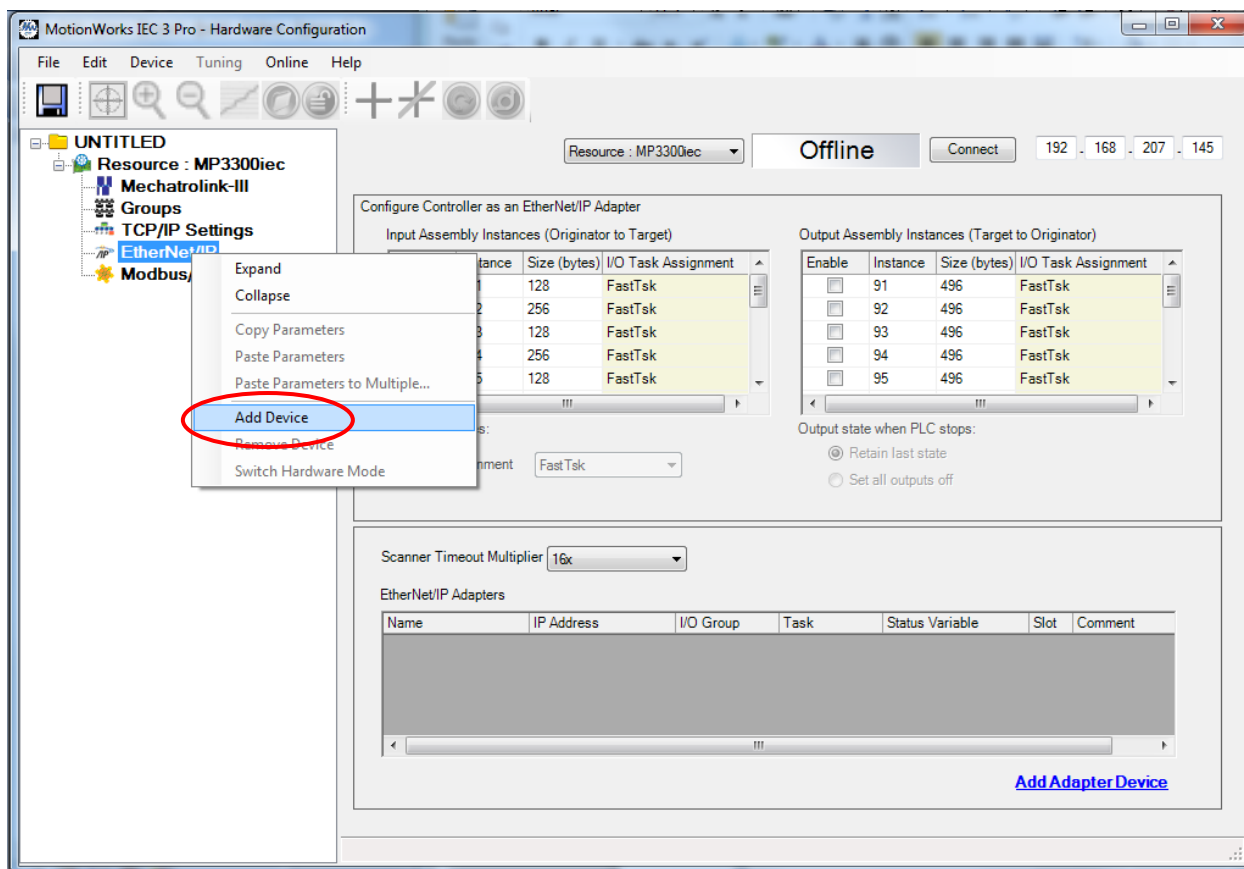 MotionWorks IEC 3 Pro - Hardware Configuration
File Edit Device Tuning Online Help
UNTITLED
Resource : MP3300iec
Mechatrolink-III
Groups
TCP/IP Settings
EtherNet/IP
Modbus/
Expand
Collapse
Copy Parameters
Paste Parameters
Paste Parameters to Multiple...
Add Device
Remove Device
Switch Hardware Mode
Resource : MP3300iec Offline Connect 192 . 168 . 207 . 145
Configure Controller as an EtherNet/IP Adapter
Input Assembly Instances (Originator to Target)
tance Size (bytes) I/O Task Assignment
1 128 FastTsk
2 256 FastTsk
3 128 FastTsk
4 256 FastTsk
5 128 FastTsk
s:
nment FastTsk
Output Assembly Instances (Target to Originator)
Enable Instance Size (bytes) I/O Task Assignment
91 496 FastTsk
92 496 FastTsk
93 496 FastTsk
94 496 FastTsk
95 496 FastTsk
Output state when PLC stops:
Retain last state
Set all outputs off
Scanner Timeout Multiplier 16x
EtherNet/IP Adapters
Name IP Address I/O Group Task Status Variable Slot Comment
Add Adapter Device